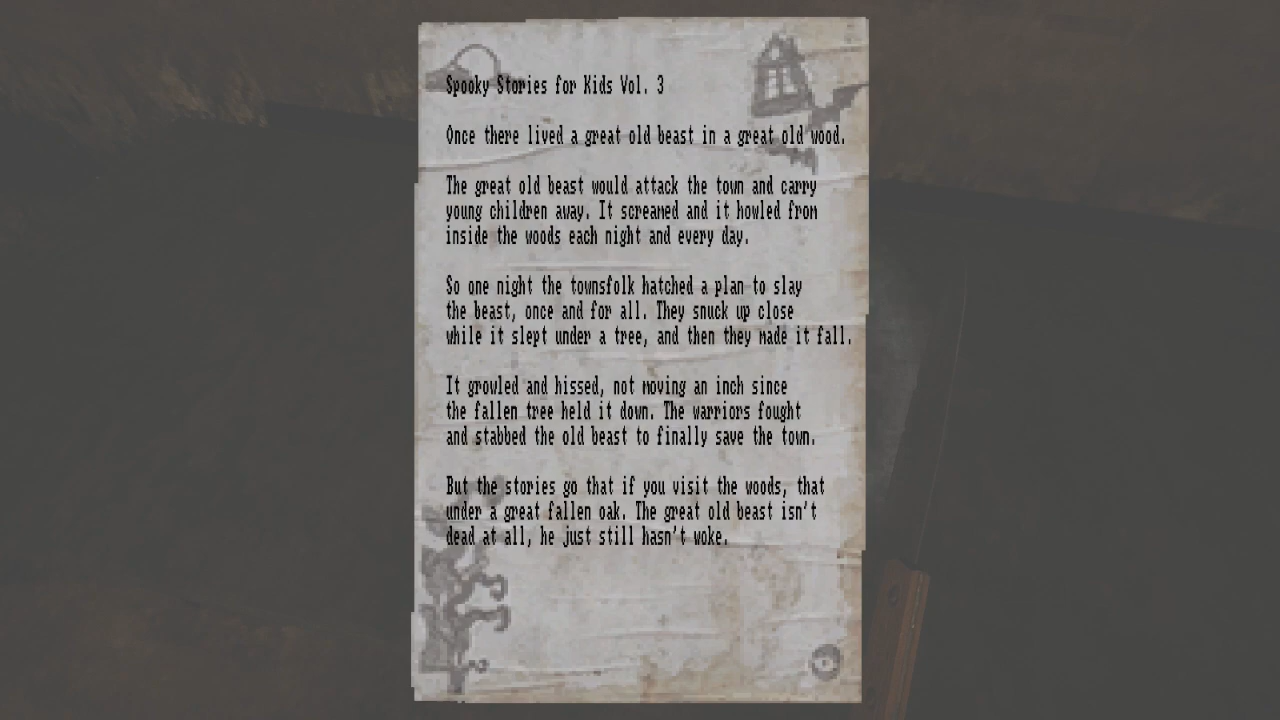 Spooky Stories for Kids Vol. 3
Once there lived a great old beast in a great old wood.
The great old beast would attack the town and carry
young children away. It screamed and it howled from
inside the woods each night and every day.
So one night the townsfolk hatched a plan to slay
the beast, once and for all. They snuck up close
while it slept under a tree, and then they made it fall.
It growled and hissed, not moving an inch since
the fallen tree held it down. The warriors fought
and stabbed the old beast to finally save the town.
But the stories go that if you visit the woods, that
under a great fallen oak. The great old beast isn't
dead at all, he just still hasn't woke.